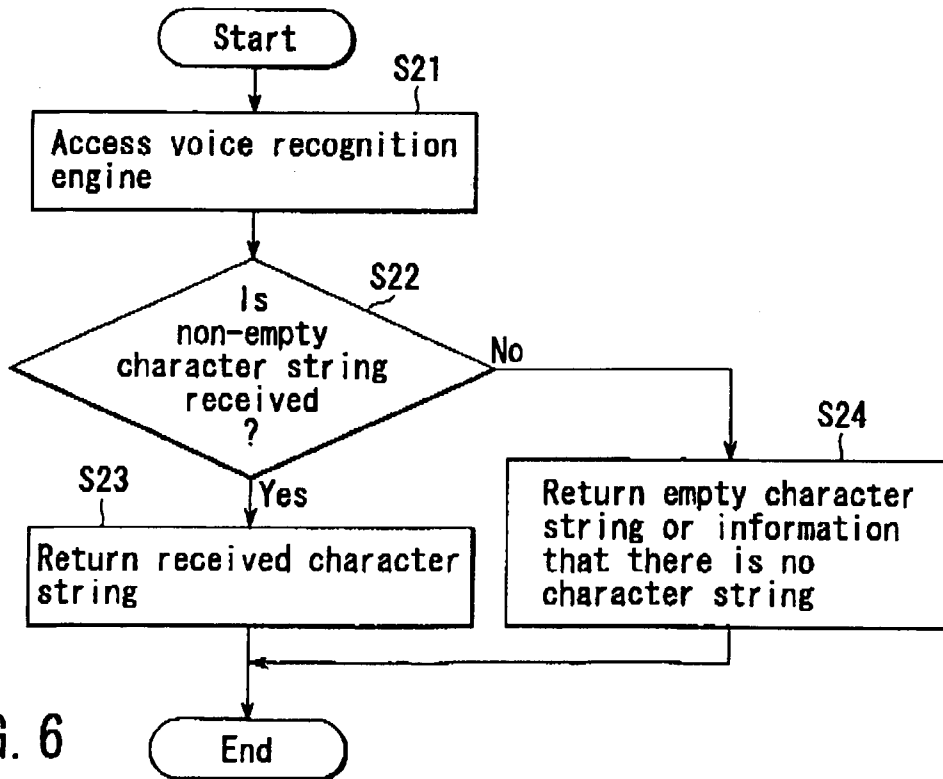 Start
S21
Access voice recognition
engine
S22
Is
non-empty
character string
received
?
No
Yes
S23
Return received character
string
S24
Return empty character
string or information
that there is no
character string
End
G. 6